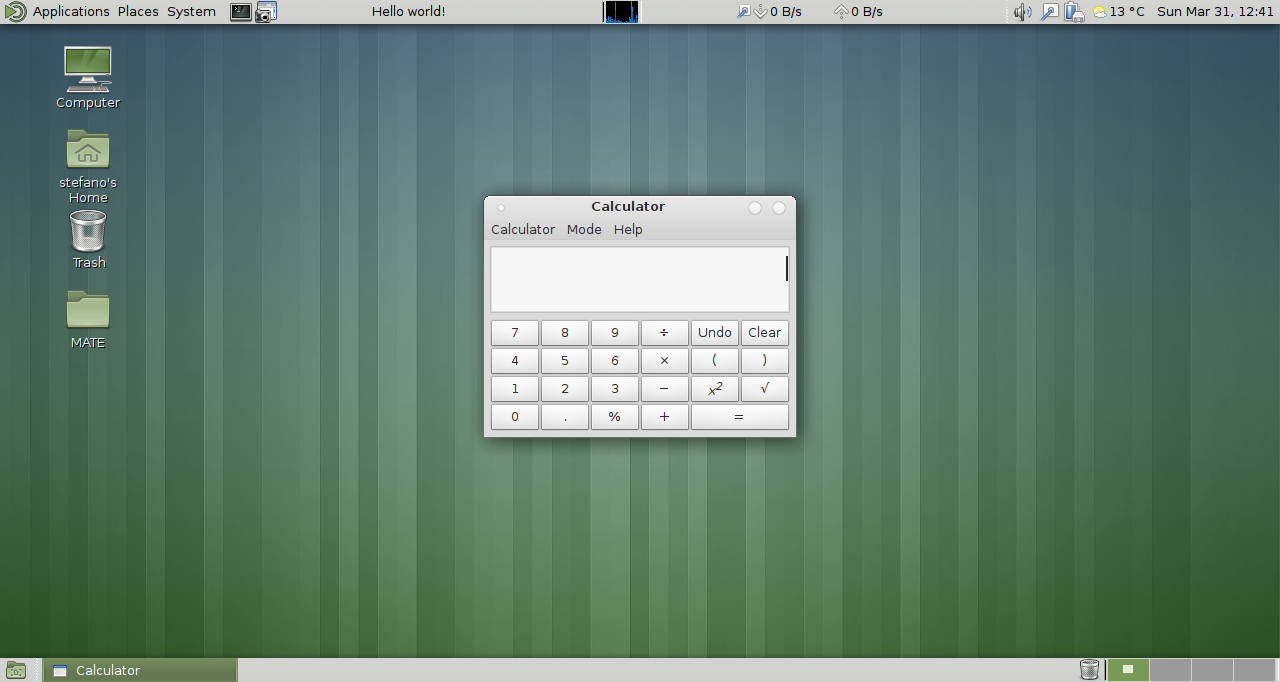 Applications Places System
Hello world!
0 B/s
0 B/s
13 °C
Sun Mar 31, 12:41
Computer
stefano's
Home
Trash
MATE
Calculator
Calculator Mode Help
7 8 9 ÷ Undo Clear
4 5 6 × ( )
1 2 3 − x² √
0 . % + =
Calculator